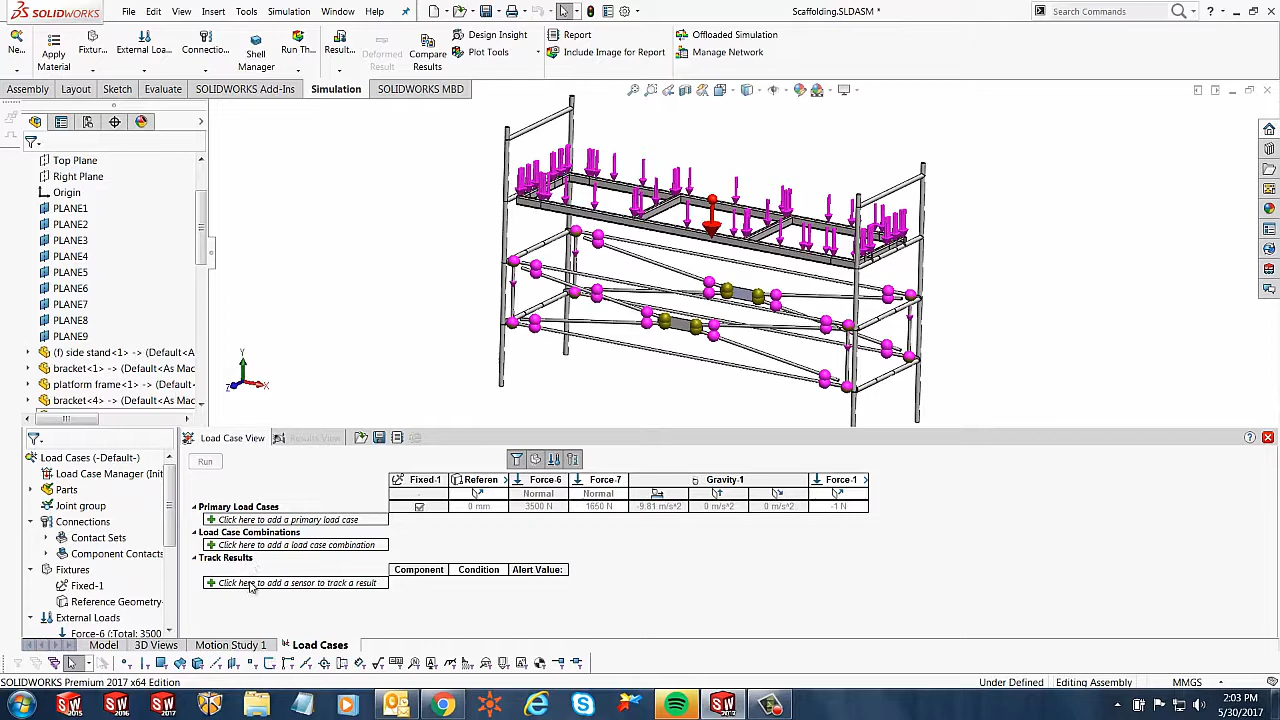 SOLIDWORKS File Edit View Insert Tools Simulation Window Help Scaffolding.SLDASM * Search Commands
Ne... Apply Material Fixtur... External Loa... Connectio... Shell Manager Run Th... Result... Deformed Result Compare Results Design Insight Plot Tools Report Include Image for Report Offloaded Simulation Manage Network
Assembly Layout Sketch Evaluate SOLIDWORKS Add-Ins Simulation SOLIDWORKS MBD
Top Plane
Right Plane
Origin
PLANE1
PLANE2
PLANE3
PLANE4
PLANE5
PLANE6
PLANE7
PLANE8
PLANE9
(f) side stand<1> -> (Default<A
bracket<1> -> (Default<As Mac
platform frame<1> -> (Default<
bracket<4> -> (Default<As Mac
Y
Z X
Load Case View Results View
Load Cases (-Default-)
Load Case Manager (Init
Parts
Joint group
Connections
Contact Sets
Component Contacts
Fixtures
Fixed-1
Reference Geometry-
External Loads
Force-6 (:Total: 3500
Run
Fixed-1 Referen Force-6 Force-7 Gravity-1 Force-1
- Normal Normal
Primary Load Cases 0 mm 3500 N 1650 N -9.81 m/s^2 0 m/s^2 0 m/s^2 -1 N
Click here to add a primary load case
Load Case Combinations
Click here to add a load case combination
Track Results
Component Condition Alert Value:
Click here to add a sensor to track a result
Model 3D Views Motion Study 1 Load Cases
SOLIDWORKS Premium 2017 x64 Edition Under Defined Editing Assembly MMGS
2:03 PM
5/30/2017